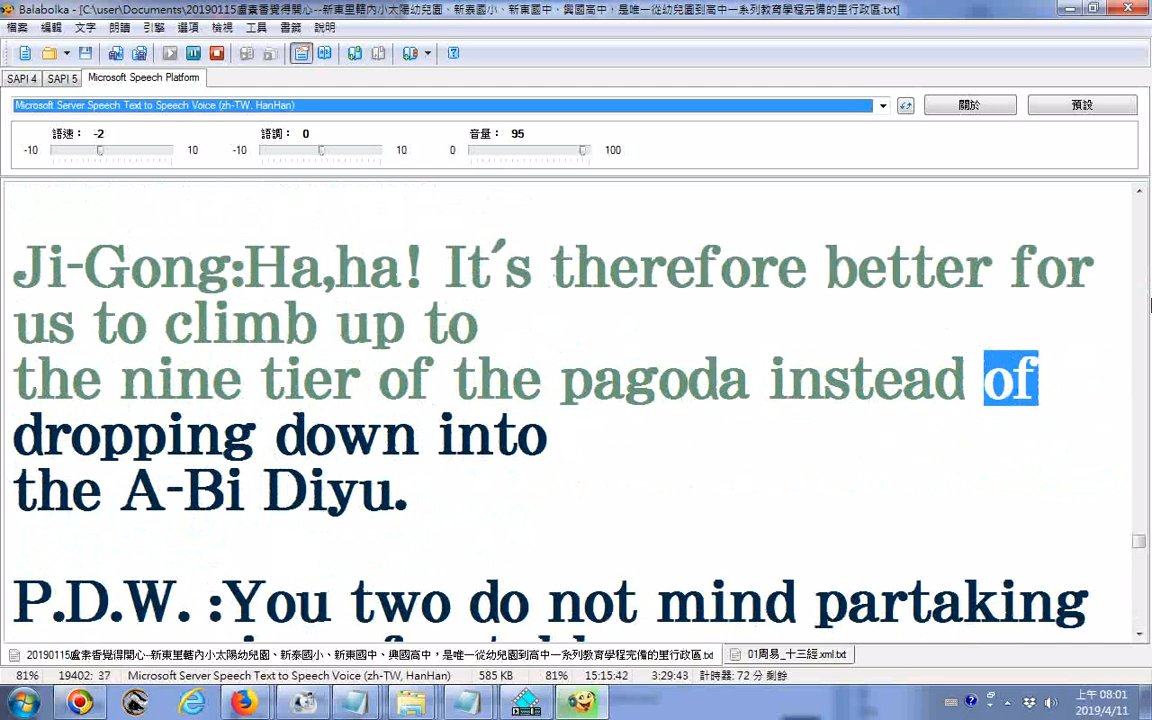 Balabolka - [C:\user\Documents\20190115盧素香覺得開心--新東里轄內小太陽幼兒園、新泰國小、新東國中、興國高中，是唯一從幼兒園到高中一系列教育學程完備的里行政區.txt]
檔案 編輯 文字 朗讀 引擎 選項 檢視 工具 書籤 說明
SAPI 4 SAPI 5 Microsoft Speech Platform
Microsoft Server Speech Text to Speech Voice (zh-TW, HanHan) 關於 預設
語速： -2 語調： 0 音量： 95
-10 10 -10 10 0 100
Ji-Gong:Ha,ha! It's therefore better for
us to climb up to
the nine tier of the pagoda instead of
dropping down into
the A-Bi Diyu.
P.D.W. :You two do not mind partaking
20190115盧素香覺得開心--新東里轄內小太陽幼兒園、新泰國小、新東國中、興國高中，是唯一從幼兒園到高中一系列教育學程完備的里行政區.txt 01周易_十三經.xml.txt
81% 19402: 37 Microsoft Server Speech Text to Speech Voice (zh-TW, HanHan) 585 KB 81% 15:15:42 3:29:43 計時器: 72 分 剩餘
上午 08:01
2019/4/11